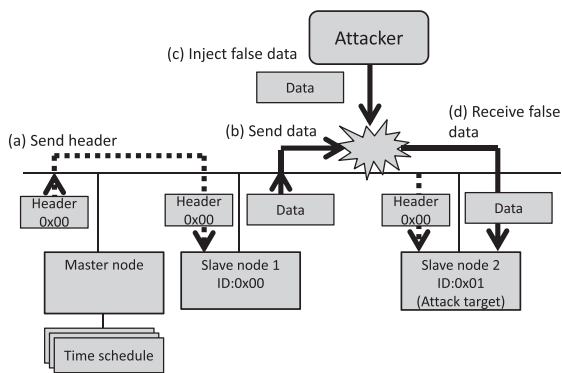 Attacker
(c) Inject false data
Data
(d) Receive false
data
(b) Send data
(a) Send header
Header
0x00
Header
0x00
Data
Header
0x00
Data
Master node
Slave node 1
ID:0x00
Slave node 2
ID:0x01
(Attack target)
Time schedule